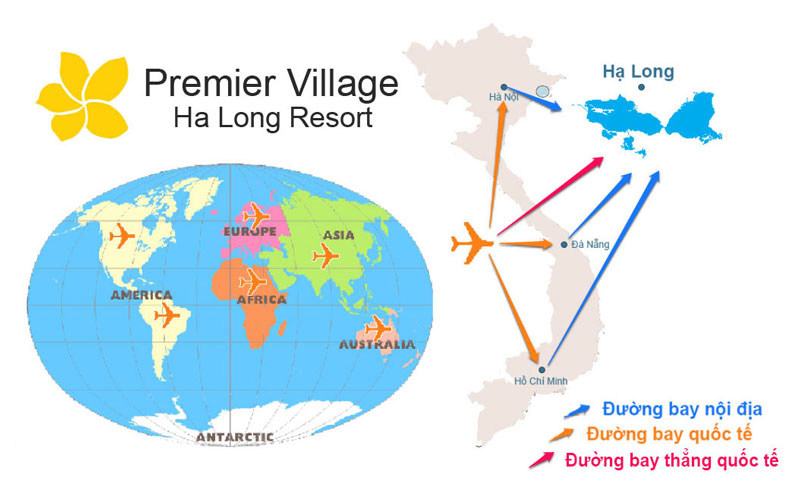 Premier Village
Ha Long Resort
EUROPE
ASIA
AMERICA
AFRICA
AUSTRALIA
ANTARCTIC
Hạ Long
Hà Nội
Đà Nẵng
Hồ Chí Minh
Đường bay nội địa
Đường bay quốc tế
Đường bay thẳng quốc tế